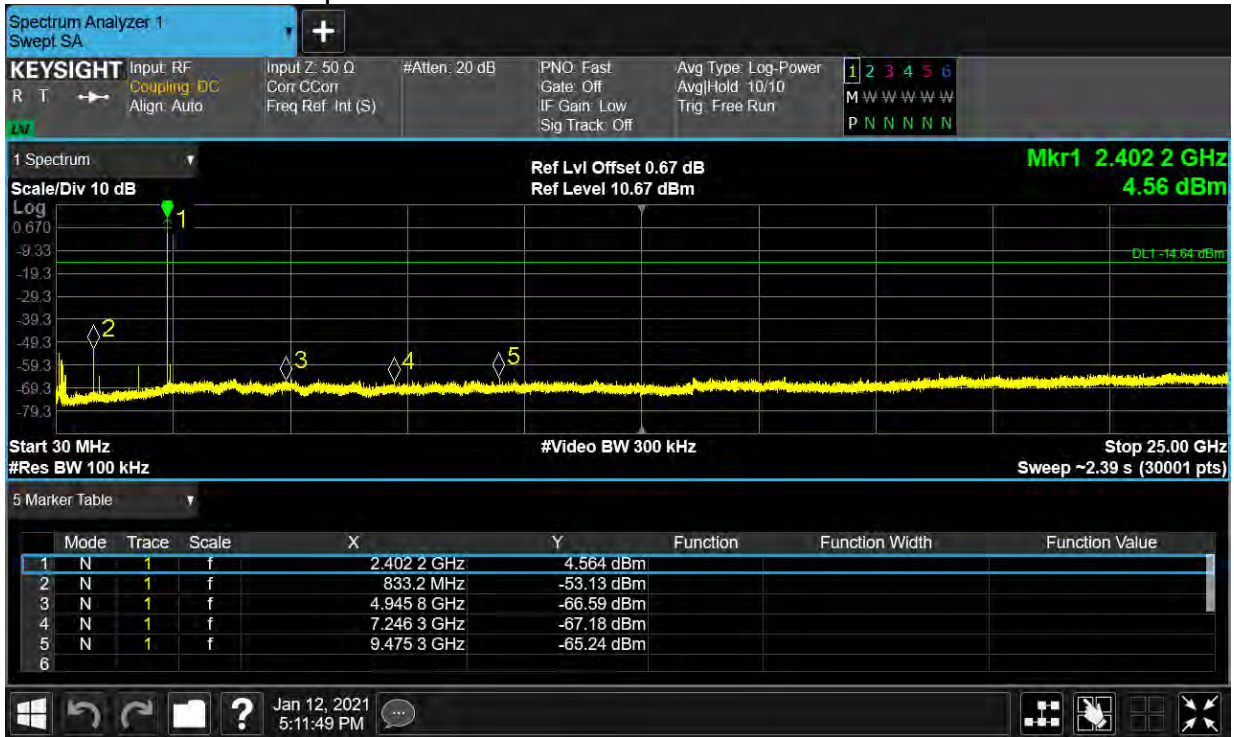 Spectrum Analyzer 1
Swept SA
+
KEYSIGHT Input: RF Input Z: 50 Ω #Atten: 20 dB PNO: Fast Avg Type: Log-Power 1 2 3 4 5 6
R T Coupling: DC Corr CCorr Gate: Off Avg|Hold: 10/10 M W W W W W W
Align: Auto Freq Ref: Int (S) IF Gain: Low Trig: Free Run P N N N N N N
Sig Track: Off
1 Spectrum Ref Lvl Offset 0.67 dB Mkr1 2.402 2 GHz
Scale/Div 10 dB Ref Level 10.67 dBm 4.56 dBm
Log
1
0.670
-9.33
DL1 -14.64 dBm
-19.3
-29.3
-39.3
2
-49.3
3 4 5
-59.3
-69.3
-79.3
Start 30 MHz #Video BW 300 kHz Stop 25.00 GHz
#Res BW 100 kHz Sweep ~2.39 s (30001 pts)
5 Marker Table
Mode Trace Scale X Y Function Function Width Function Value
1 N 1 f 2.402 2 GHz 4.564 dBm
2 N 1 f 833.2 MHz -53.13 dBm
3 N 1 f 4.945 8 GHz -66.59 dBm
4 N 1 f 7.246 3 GHz -67.18 dBm
5 N 1 f 9.475 3 GHz -65.24 dBm
6
? Jan 12, 2021
5:11:49 PM